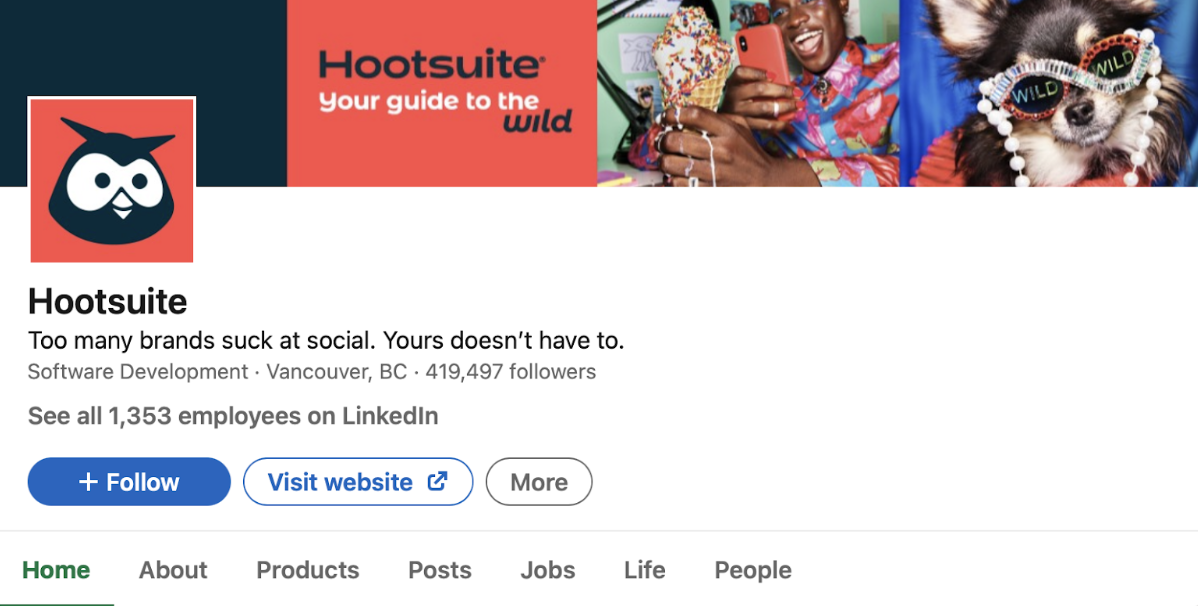 Hootsuite®
Your guide to the
wild
WILD
WILD
Hootsuite
Too many brands suck at social. Yours doesn’t have to.
Software Development · Vancouver, BC · 419,497 followers
See all 1,353 employees on LinkedIn
+ Follow
Visit website
More
Home
About
Products
Posts
Jobs
Life
People